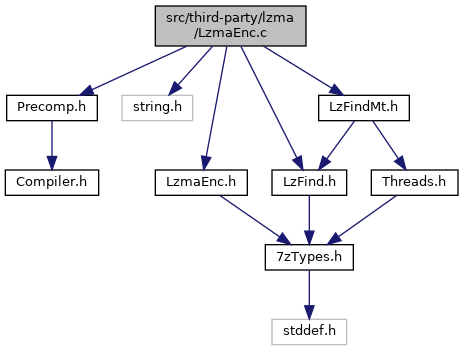 src/third-party/lzma
/LzmaEnc.c
Precomp.h
string.h
LzFindMt.h
Compiler.h
LzmaEnc.h
LzFind.h
Threads.h
7zTypes.h
stddef.h